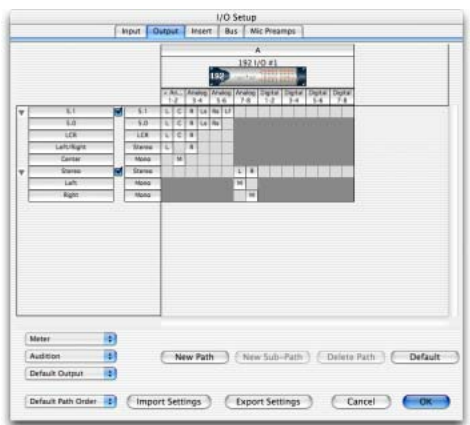 I/O Setup
Input Output Insert Bus Mic Preamps
A
192 I/O #1
192
An... Analog Analog Analog Digital Digital Digital Digital
1-2 3-4 5-6 7-8 1-2 3-4 5-6 7-8
5.1 5.1 L C R Ls Rs Lf
5.0 5.0 L C R Ls Rs
LCR LCR L C R
Left/Right Stereo L R
Center Mono M
Stereo Stereo L R
Left Mono M
Right Mono M
Meter
Audition
Default Output
New Path New Sub-Path Delete Path Default
Default Path Order Import Settings Export Settings Cancel OK